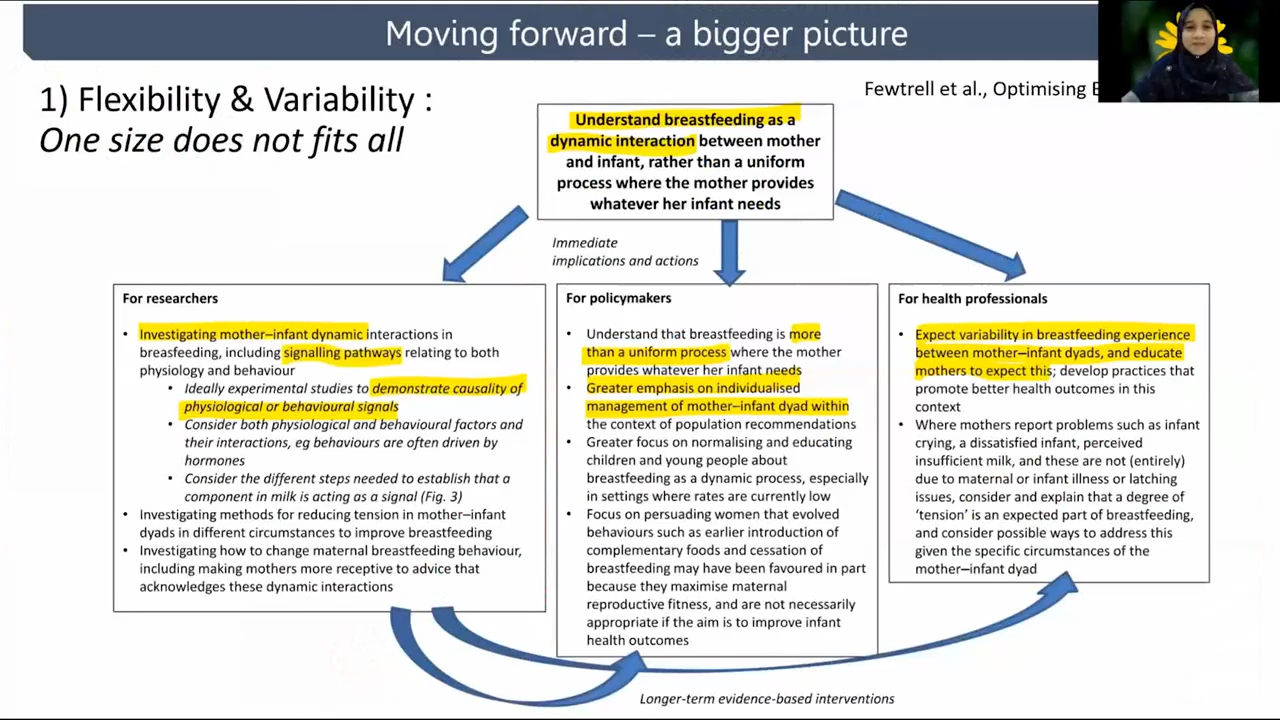 Moving forward – a bigger picture
1) Flexibility & Variability :
One size does not fits all
Fewtrell et al., Optimising
Understand breastfeeding as a
dynamic interaction between mother
and infant, rather than a uniform
process where the mother provides
whatever her infant needs
Immediate
implications and actions
For researchers
• Investigating mother–infant dynamic interactions in
breasfeeding, including signalling pathways relating to both
physiology and behaviour
• Ideally experimental studies to demonstrate causality of
physiological or behavioural signals
• Consider both physiological and behavioural factors and
their interactions, eg behaviours are often driven by
hormones
• Consider the different steps needed to establish that a
component in milk is acting as a signal (Fig. 3)
• Investigating methods for reducing tension in mother–infant
dyads in different circumstances to improve breastfeeding
• Investigating how to change maternal breastfeeding behaviour,
including making mothers more receptive to advice that
acknowledges these dynamic interactions
For policymakers
• Understand that breastfeeding is more
than a uniform process where the mother
provides whatever her infant needs
• Greater emphasis on individualised
management of mother–infant dyad within
the context of population recommendations
• Greater focus on normalising and educating
children and young people about
breastfeeding as a dynamic process, especially
in settings where rates are currently low
• Focus on persuading women that evolved
behaviours such as earlier introduction of
complementary foods and cessation of
breastfeeding may have been favoured in part
because they maximise maternal
reproductive fitness, and are not necessarily
appropriate if the aim is to improve infant
health outcomes
For health professionals
• Expect variability in breastfeeding experience
between mother–infant dyads, and educate
mothers to expect this; develop practices that
promote better health outcomes in this
context
• Where mothers report problems such as infant
crying, a dissatisfied infant, perceived
insufficient milk, and these are not (entirely)
due to maternal or infant illness or latching
issues, consider and explain that a degree of
‘tension’ is an expected part of breastfeeding,
and consider possible ways to address this
given the specific circumstances of the
mother–infant dyad
Longer-term evidence-based interventions